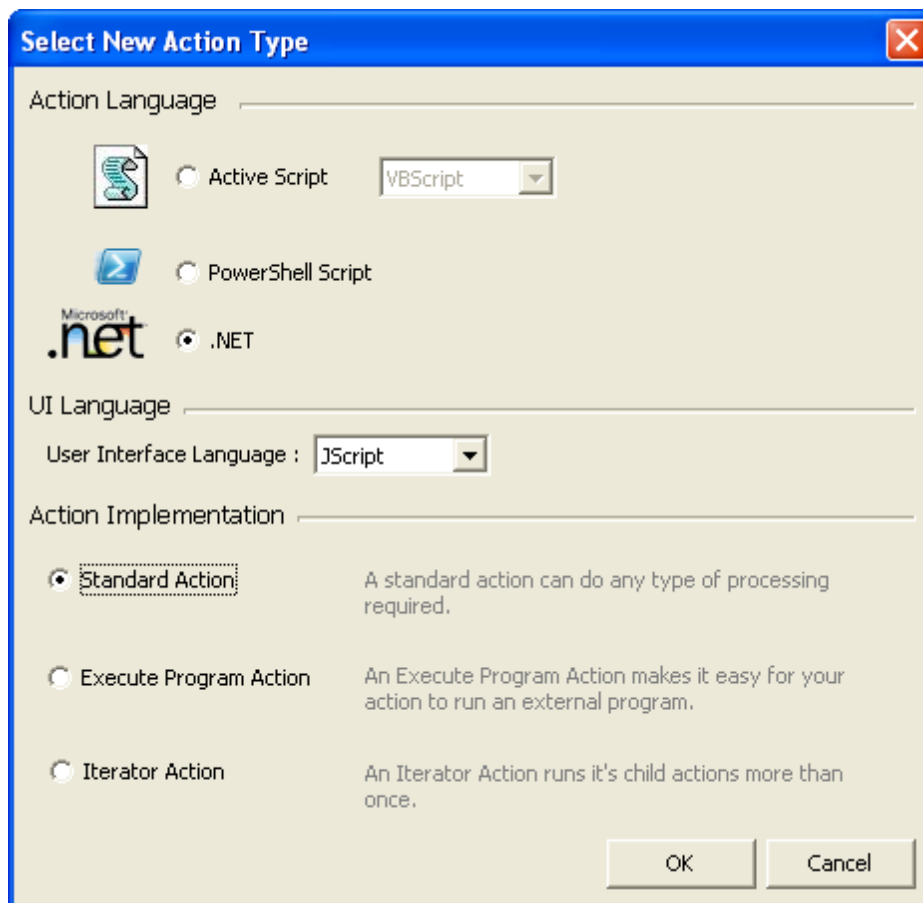 Select New Action Type
Action Language
Active Script VBScript
PowerShell Script
Microsoft
.net .NET
UI Language
User Interface Language : JScript
Action Implementation
Standard Action A standard action can do any type of processing
required.
Execute Program Action An Execute Program Action makes it easy for your
action to run an external program.
Iterator Action An Iterator Action runs it's child actions more than
once.
OK Cancel